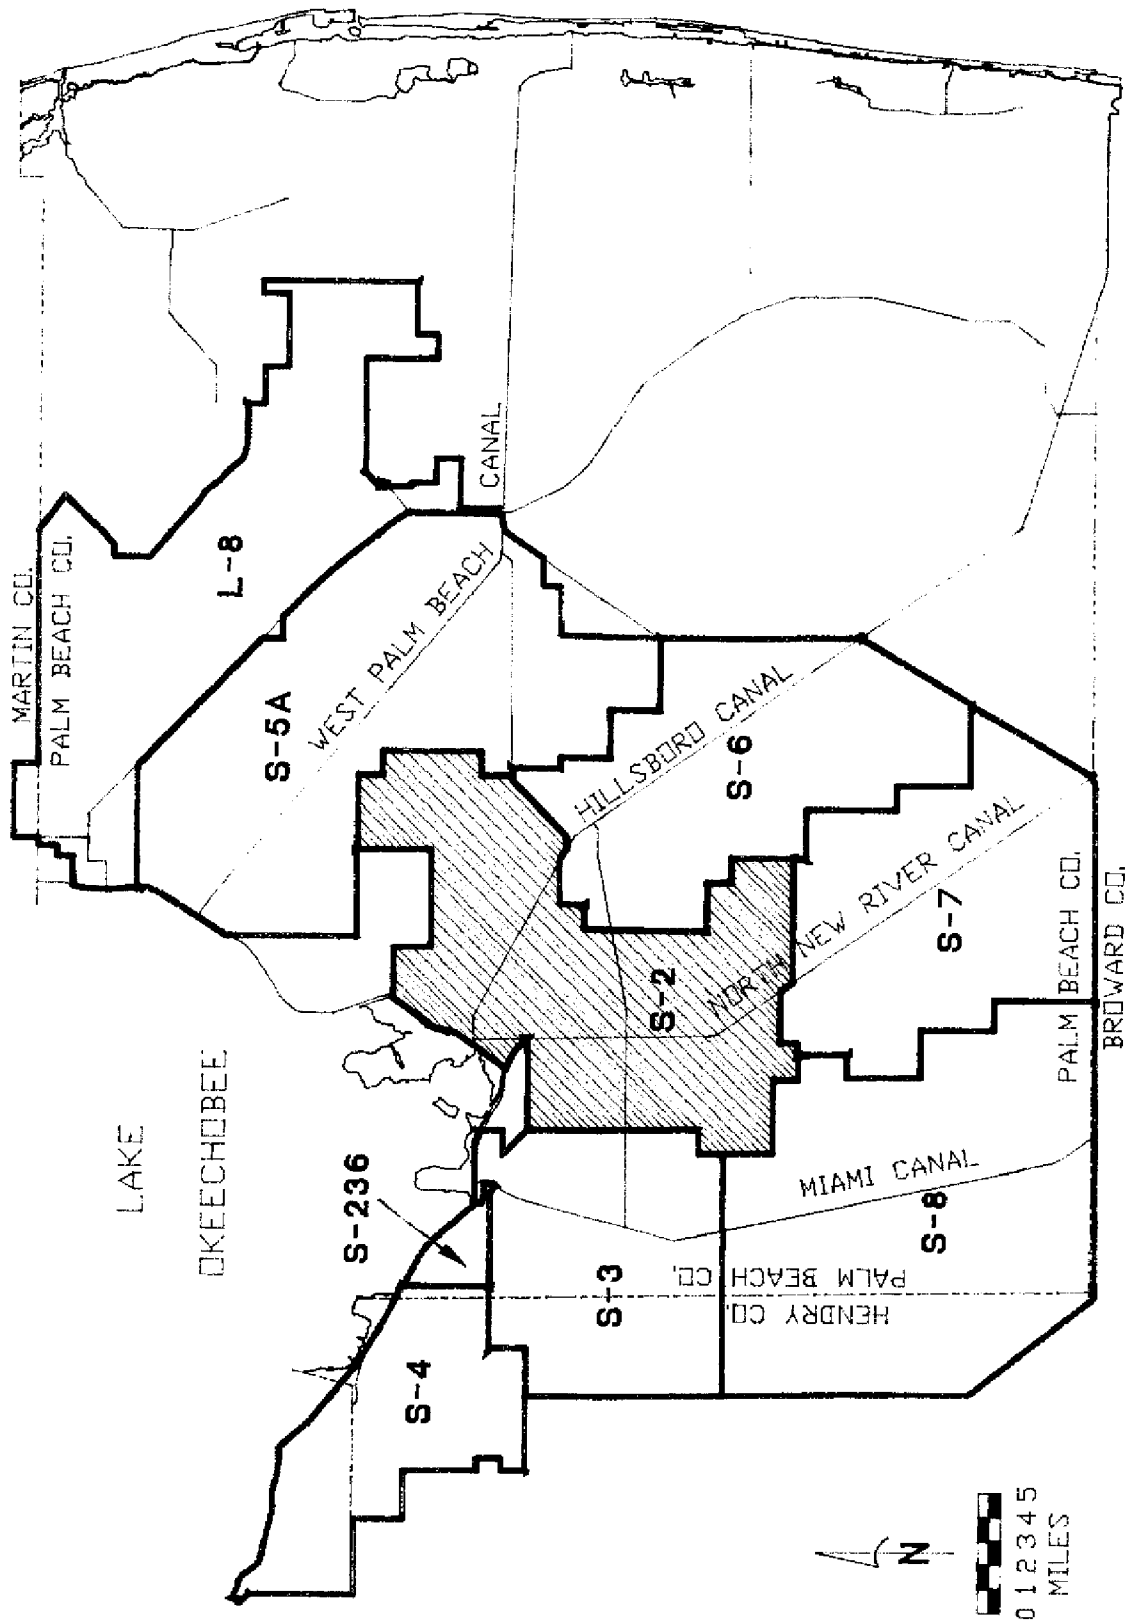 MARTIN CO.
PALM BEACH CO.
LAKE
OKEECHOBEE
L-8
S-5A
WEST PALM BEACH
CANAL
S-236
S-4
S-3
S-2
HILLSBORO CANAL
S-6
NORTH NEW RIVER CANAL
S-7
MIAMI CANAL
S-8
HENDRY CO.
PALM BEACH CO.
PALM BEACH CO.
BROWARD CO.
N
0 1 2 3 4 5
MILES